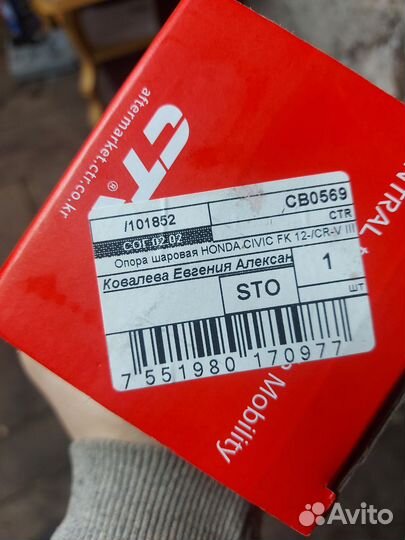 CTR®
aftermarket.ctr.co.kr
NTRAL
Mobility
/101852
CB0569
СОГ.02.02
CTR
Опора шаровая HONDA CIVIC FK 12-/CR-V III
Ковалева Евгения Алексан
STO
1
шт
7 551980 170977
Avito